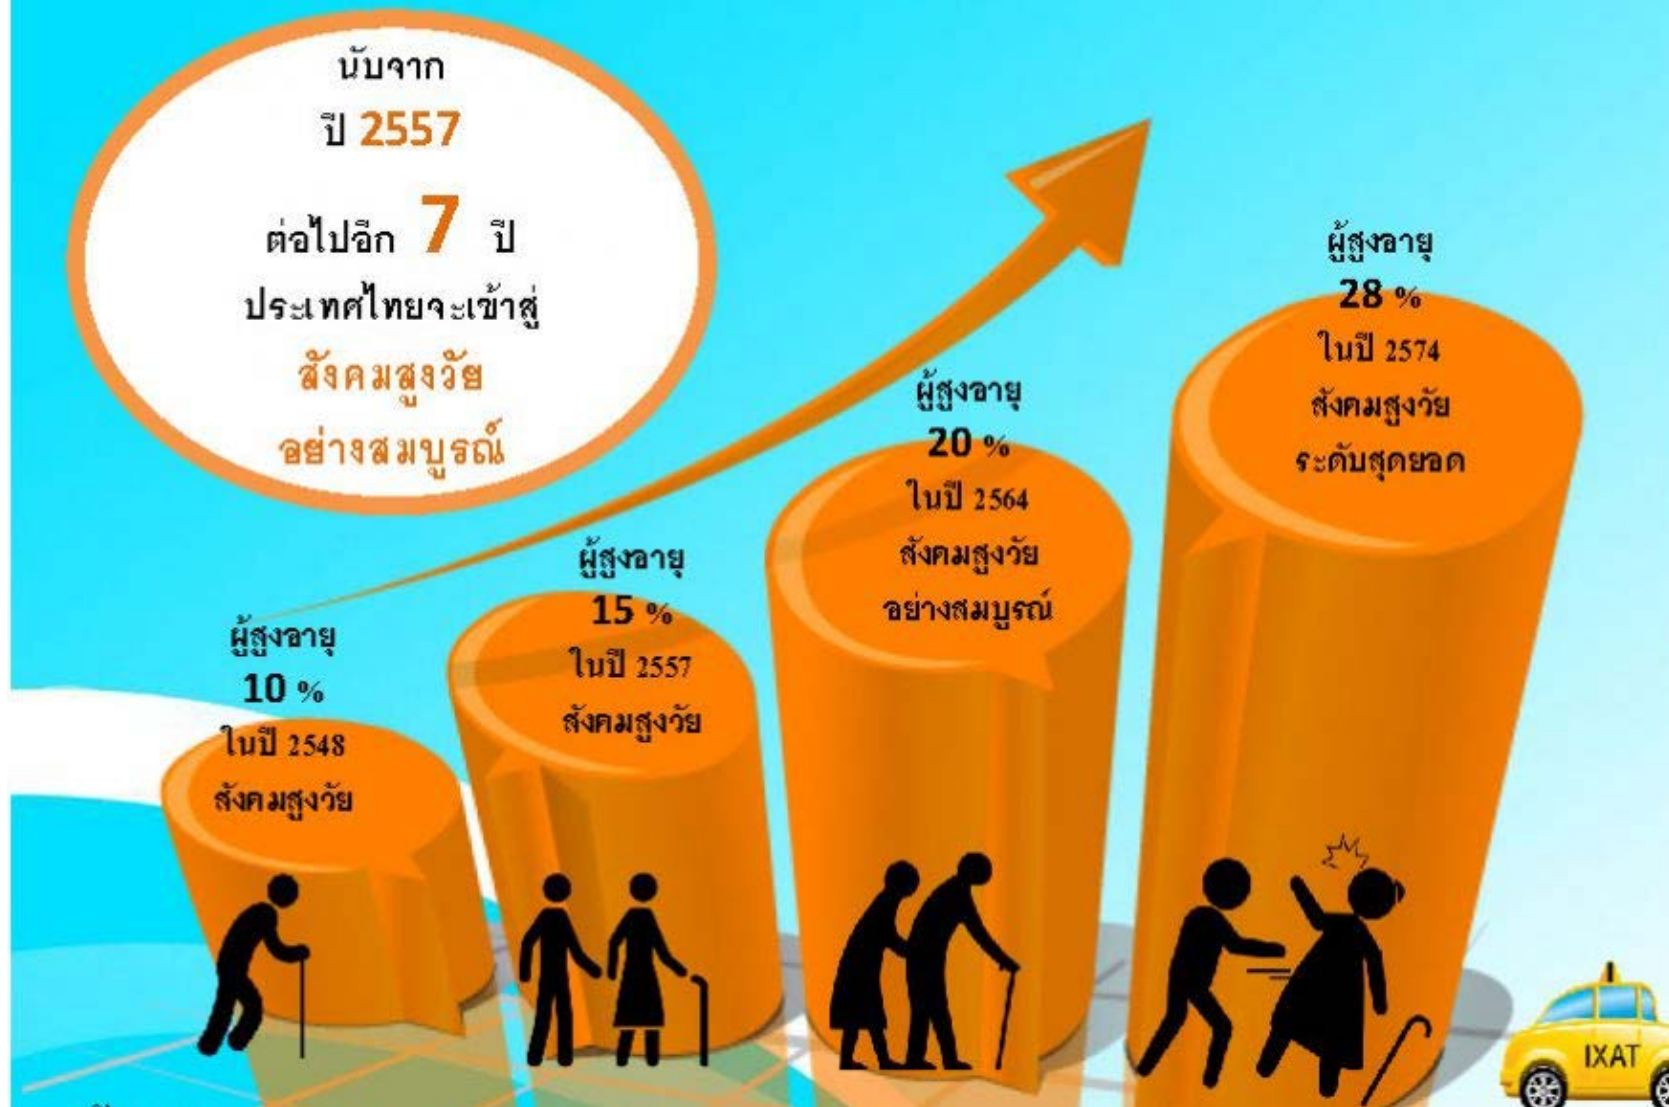 นับจาก
ปี 2557
ต่อไปอีก 7 ปี
ประเทศไทยจะเข้าสู่
สังคมสูงวัย
อย่างสมบูรณ์
ผู้สูงอายุ
10 %
ในปี 2548
สังคมสูงวัย
ผู้สูงอายุ
15 %
ในปี 2557
สังคมสูงวัย
ผู้สูงอายุ
20 %
ในปี 2564
สังคมสูงวัย
อย่างสมบูรณ์
ผู้สูงอายุ
28 %
ในปี 2574
สังคมสูงวัย
ระดับสุดยอด
IXAT